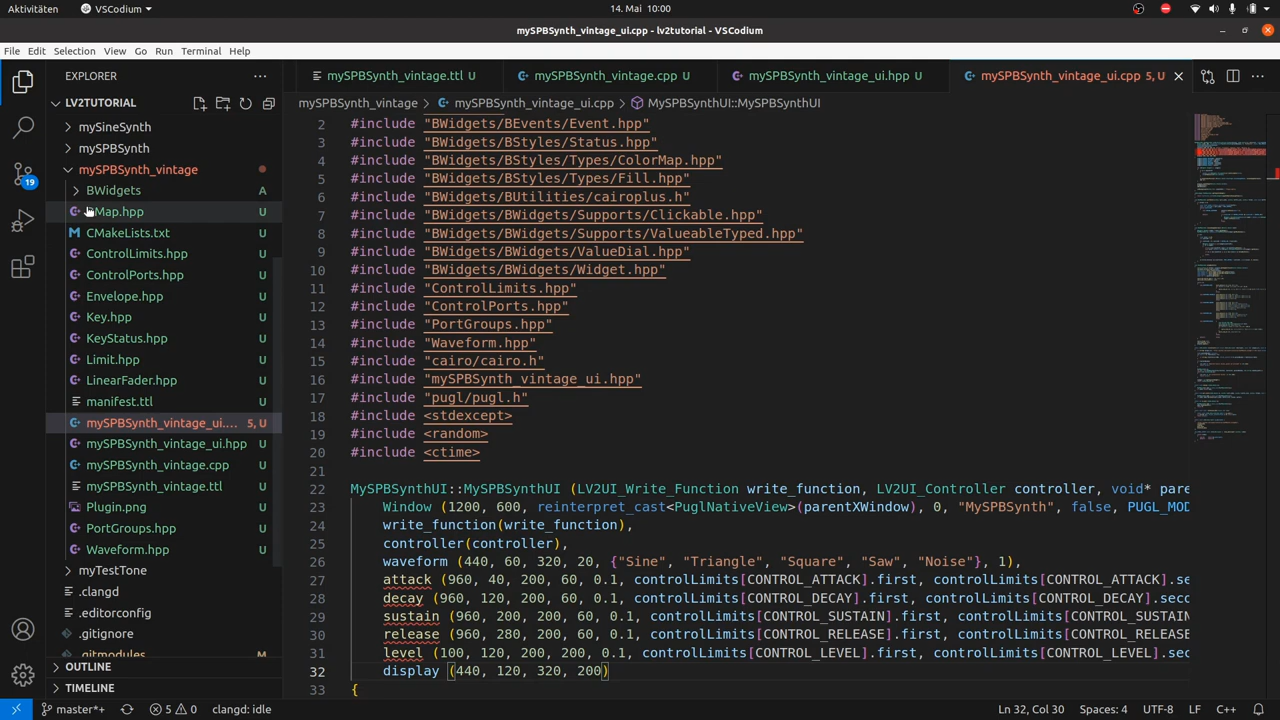 Aktivitäten VSCodium 14. Mai 10:00
mySPBSynth_vintage_ui.cpp - lv2tutorial - VSCodium
File Edit Selection View Go Run Terminal Help
EXPLORER
LV2TUTORIAL
mySineSynth
mySPBSynth
mySPBSynth_vintage
BWidgets A
Map.hpp U
CMakeLists.txt U
ControlLimits.hpp U
ControlPorts.hpp U
Envelope.hpp U
Key.hpp U
KeyStatus.hpp U
Limit.hpp U
LinearFader.hpp U
manifest.ttl U
mySPBSynth_vintage_ui.... 5, U
mySPBSynth_vintage_ui.hpp U
mySPBSynth_vintage.cpp U
mySPBSynth_vintage.ttl U
Plugin.png U
PortGroups.hpp U
Waveform.hpp U
myTestTone
.clangd
.editorconfig
.gitignore
.gitmodules M
OUTLINE
TIMELINE
19
mySPBSynth_vintage.ttl U mySPBSynth_vintage.cpp U mySPBSynth_vintage_ui.hpp U mySPBSynth_vintage_ui.cpp 5, U
mySPBSynth_vintage mySPBSynth_vintage_ui.cpp MySPBSynthUI::MySPBSynthUI
2 #include "BWidgets/BEvents/Event.hpp"
3 #include "BWidgets/BStyles/Status.hpp"
4 #include "BWidgets/BStyles/Types/ColorMap.hpp"
5 #include "BWidgets/BStyles/Types/Fill.hpp"
6 #include "BWidgets/BUtilities/cairoplus.h"
7 #include "BWidgets/BWidgets/Supports/Clickable.hpp"
8 #include "BWidgets/BWidgets/Supports/ValueableTyped.hpp"
9 #include "BWidgets/BWidgets/ValueDial.hpp"
10 #include "BWidgets/BWidgets/Widget.hpp"
11 #include "ControlLimits.hpp"
12 #include "ControlPorts.hpp"
13 #include "PortGroups.hpp"
14 #include "Waveform.hpp"
15 #include "cairo/cairo.h"
16 #include "mySPBSynth_vintage_ui.hpp"
17 #include "pugl/pugl.h"
18 #include <stdexcept>
19 #include <random>
20 #include <ctime>
21
22 MySPBSynthUI::MySPBSynthUI (LV2UI_Write_Function write_function, LV2UI_Controller controller, void* pare
23 Window (1200, 600, reinterpret_cast<PuglNativeView>(parentXWindow), 0, "MySPBSynth", false, PUGL_MOD
24 write_function(write_function),
25 controller(controller),
26 waveform (440, 60, 320, 20, {"Sine", "Triangle", "Square", "Saw", "Noise"}, 1),
27 attack (960, 40, 200, 60, 0.1, controlLimits[CONTROL_ATTACK].first, controlLimits[CONTROL_ATTACK].se
28 decay (960, 120, 200, 60, 0.1, controlLimits[CONTROL_DECAY].first, controlLimits[CONTROL_DECAY].secc
29 sustain (960, 200, 200, 60, 0.1, controlLimits[CONTROL_SUSTAIN].first, controlLimits[CONTROL_SUSTAIN
30 release (960, 280, 200, 60, 0.1, controlLimits[CONTROL_RELEASE].first, controlLimits[CONTROL_RELEASE
31 level (100, 120, 200, 200, 0.1, controlLimits[CONTROL_LEVEL].first, controlLimits[CONTROL_LEVEL].sec
32 display (440, 120, 320, 200)
33 {
master*+ 5 0 clangd: idle Ln 32, Col 30 Spaces: 4 UTF-8 LF C++